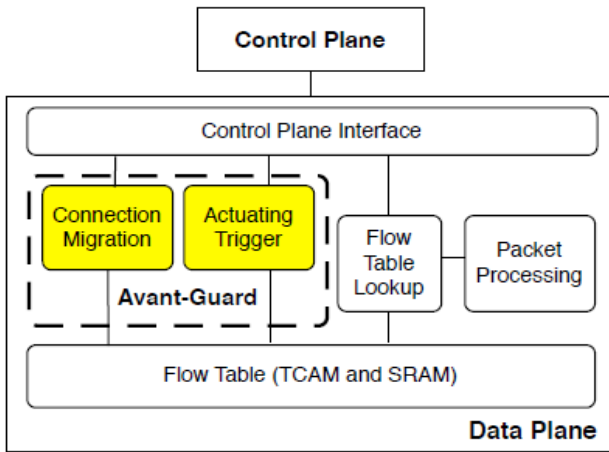 Control Plane
Control Plane Interface
Connection
Migration
Actuating
Trigger
Avant-Guard
Flow
Table
Lookup
Packet
Processing
Flow Table (TCAM and SRAM)
Data Plane